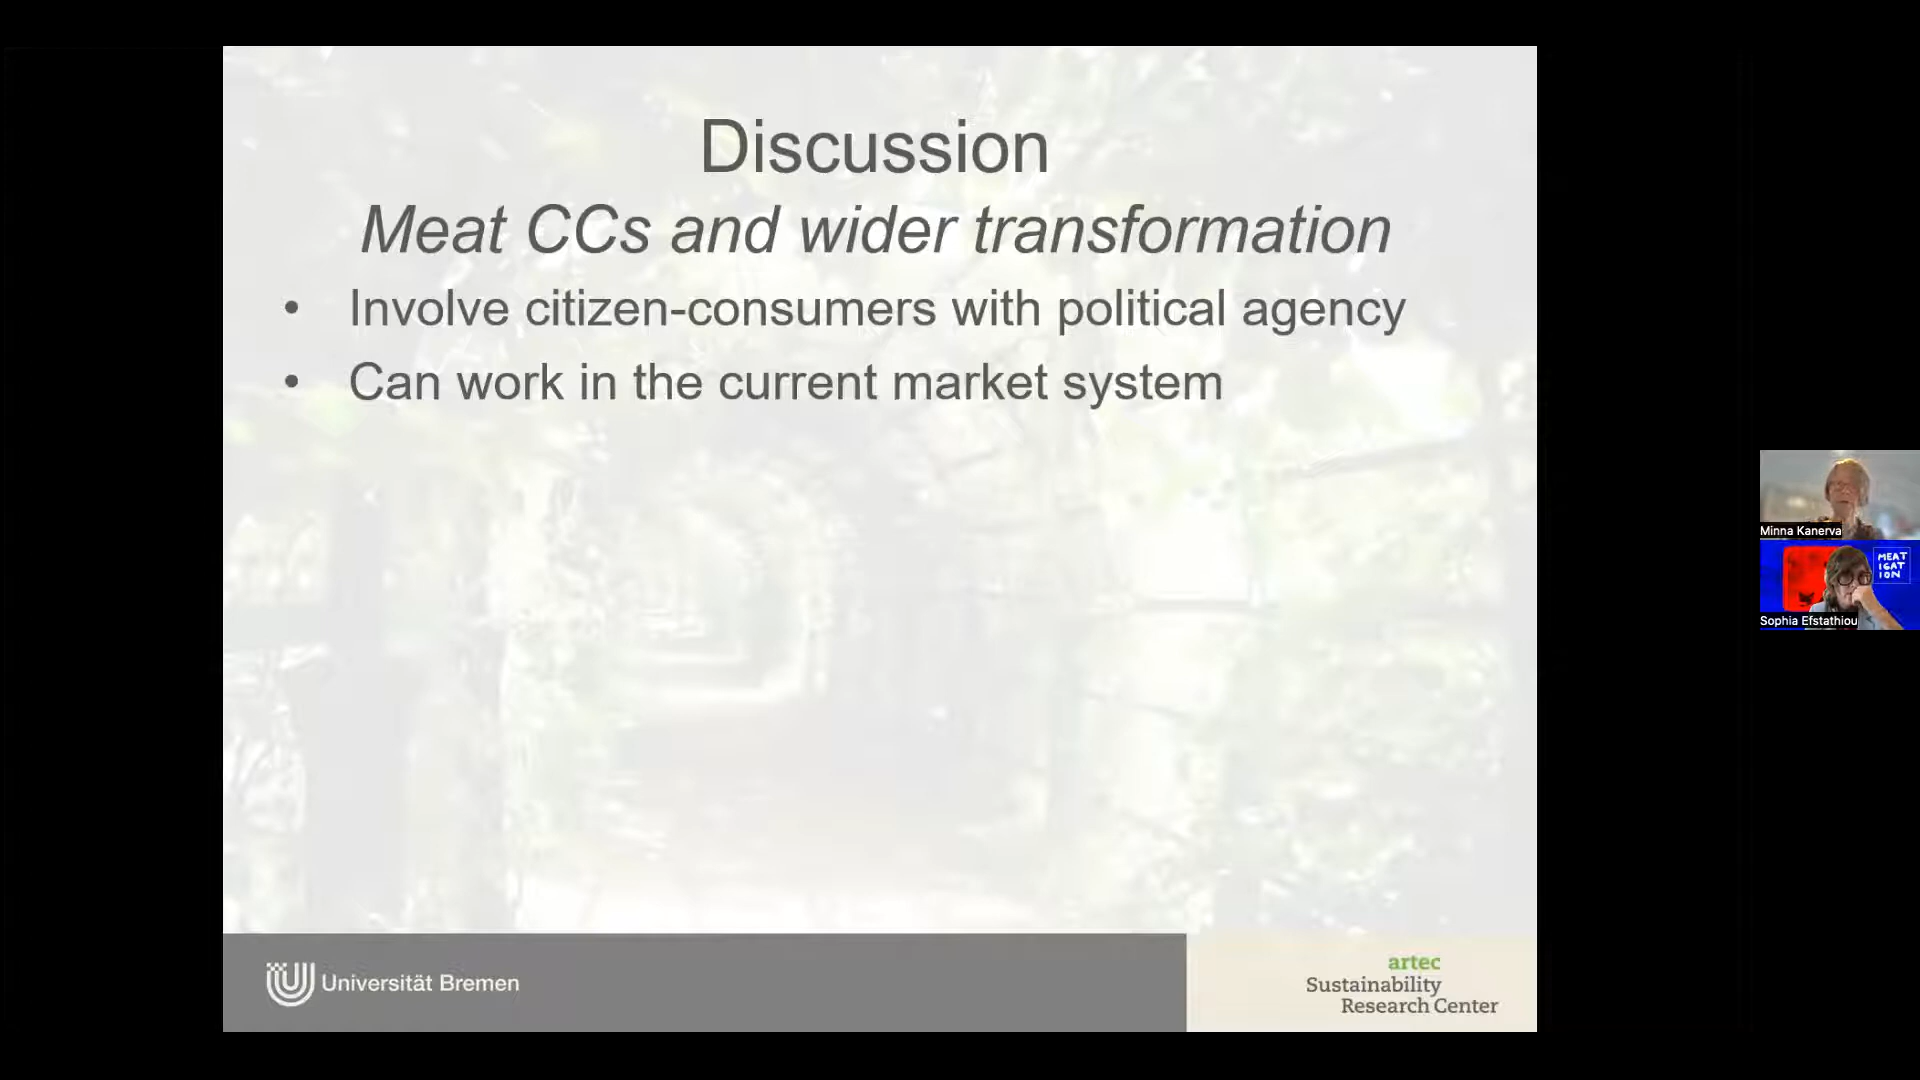 Discussion
Meat CCs and wider transformation
• Involve citizen-consumers with political agency
• Can work in the current market system
Universität Bremen
artec
Sustainability
Research Center
Minna Kanerva
MEAT
IGAT
ION
Sophia Efstathiou